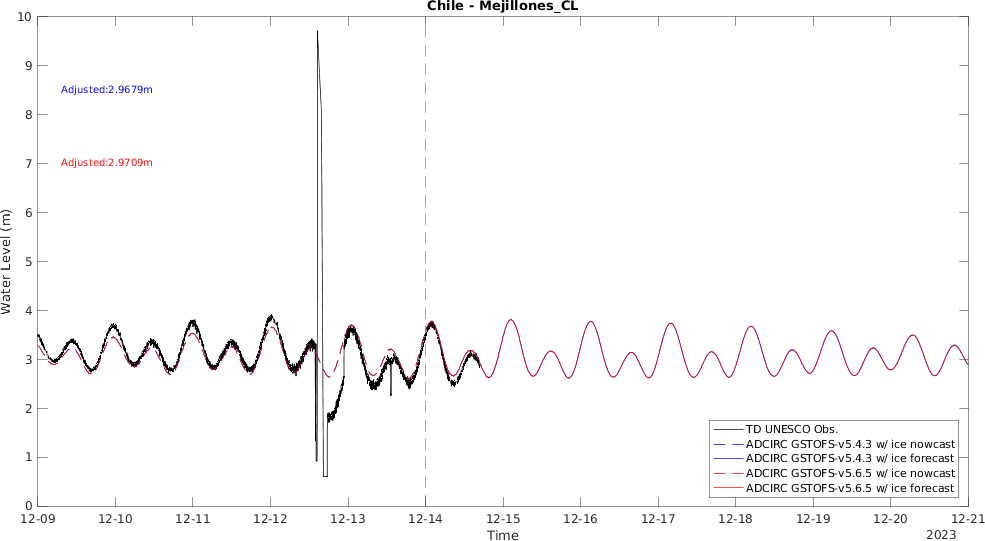 Chile - Mejillones_CL
10
9
8
7
6
5
4
3
2
1
0
Water Level (m)
Adjusted:2.9679m
Adjusted:2.9709m
TD UNESCO Obs.
ADCIRC GSTOFS-v5.4.3 w/ ice nowcast
ADCIRC GSTOFS-v5.4.3 w/ ice forecast
ADCIRC GSTOFS-v5.6.5 w/ ice nowcast
ADCIRC GSTOFS-v5.6.5 w/ ice forecast
12-09 12-10 12-11 12-12 12-13 12-14 12-15 12-16 12-17 12-18 12-19 12-20 12-21
Time
2023